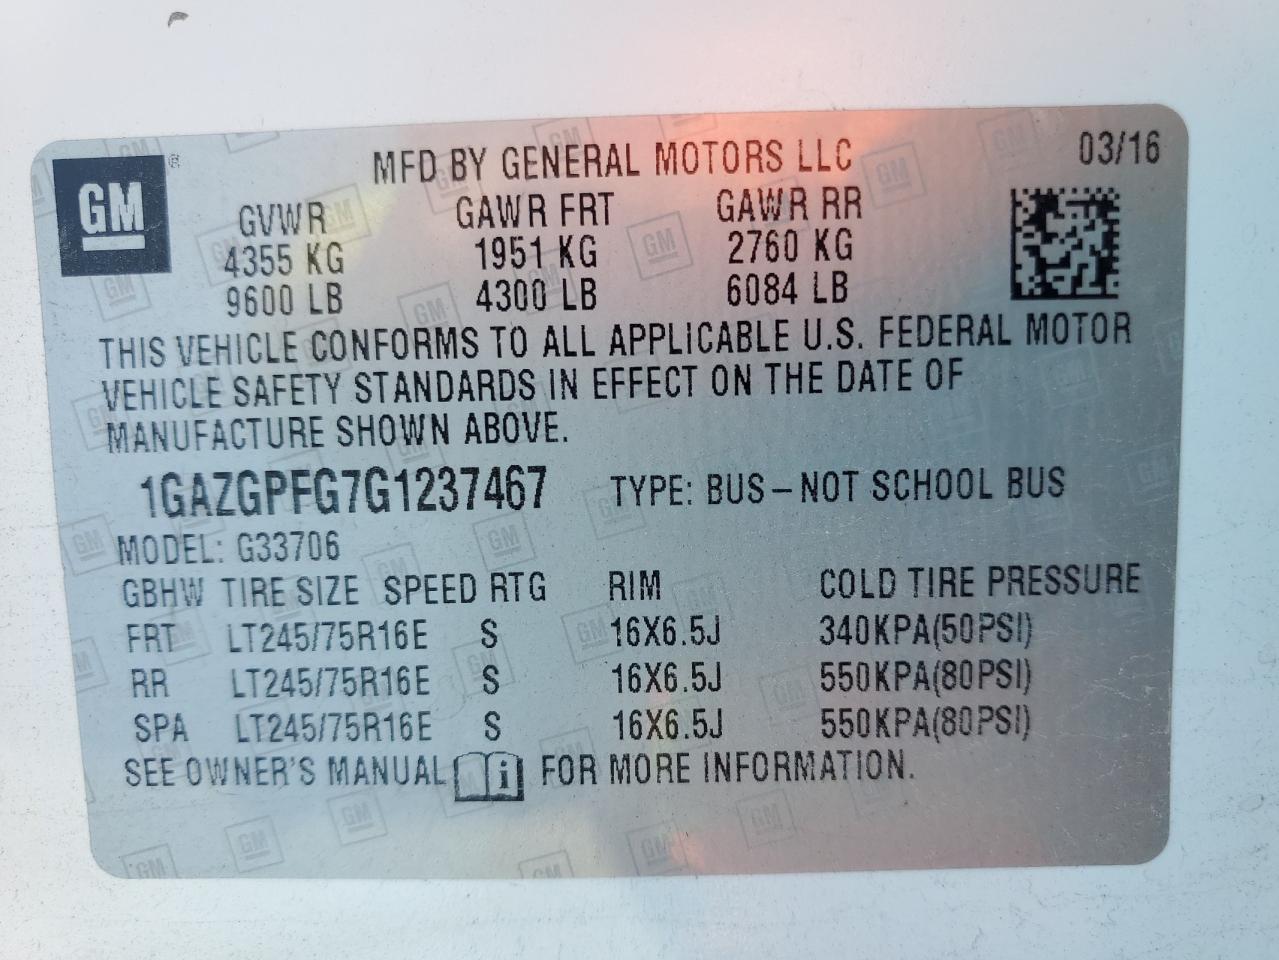 GM ®
MFD BY GENERAL MOTORS LLC 03/16
GVWR GAWR FRT GAWR RR
4355 KG 1951 KG 2760 KG
9600 LB 4300 LB 6084 LB
THIS VEHICLE CONFORMS TO ALL APPLICABLE U.S. FEDERAL MOTOR
VEHICLE SAFETY STANDARDS IN EFFECT ON THE DATE OF
MANUFACTURE SHOWN ABOVE.
1GAZGPFG7G1237467 TYPE: BUS-NOT SCHOOL BUS
MODEL: G33706
GBHW TIRE SIZE SPEED RTG RIM COLD TIRE PRESSURE
FRT LT245/75R16E S 16X6.5J 340KPA(50PSI)
RR LT245/75R16E S 16X6.5J 550KPA(80PSI)
SPA LT245/75R16E S 16X6.5J 550KPA(80PSI)
SEE OWNER'S MANUAL i FOR MORE INFORMATION.